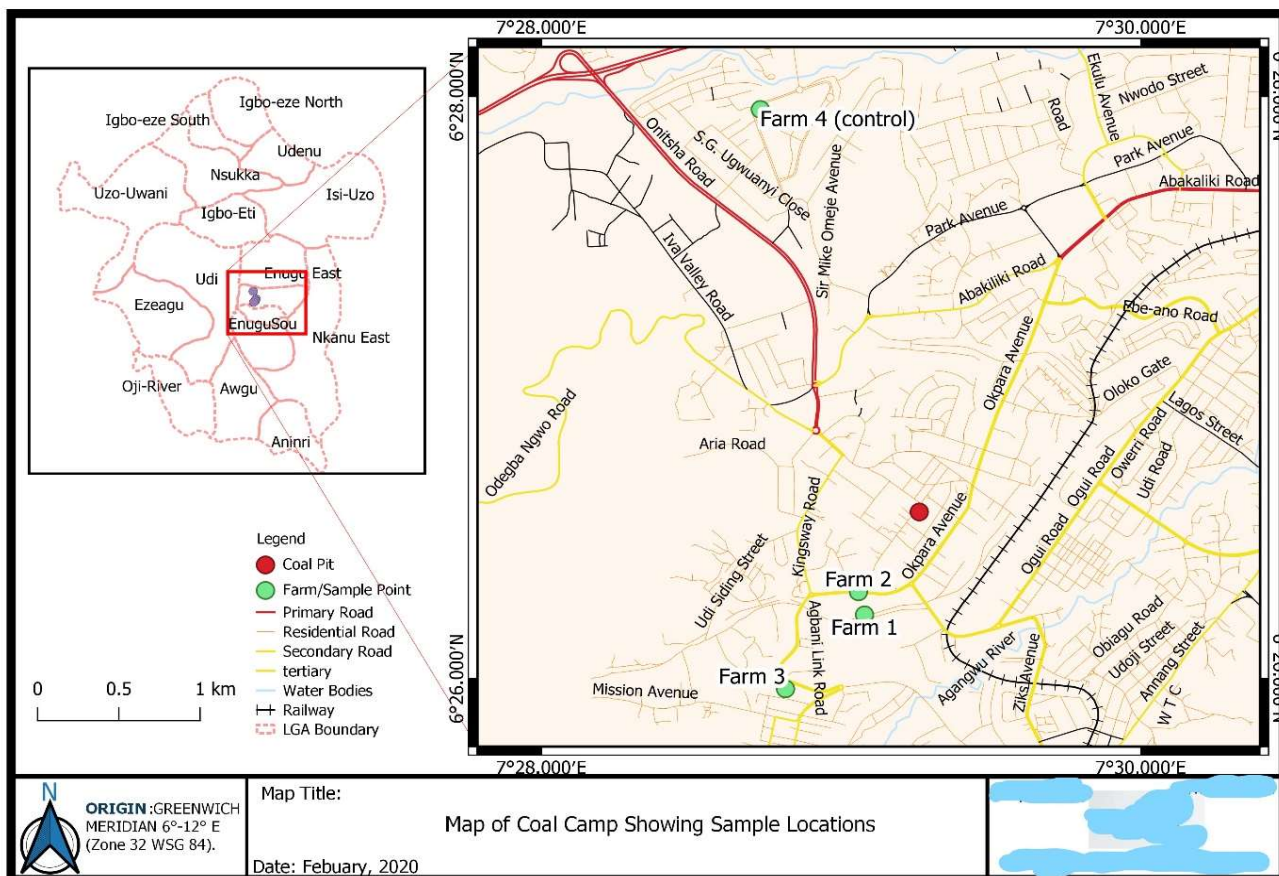 7°28.000'E
7°30.000'E
6°28.000'N
6°28.000'N
Igbo-eze North
Igbo-eze South
Udenu
Nsukka
Isi-Uzo
Uzo-Uwani
Igbo-Eti
Udi
Enugu East
Ezeagu
EnuguSou
Nkanu East
Oji-River
Awgu
Aninri
Ekulu Avenue
Nwodo Street
Road
Farm 4 (control)
Onitsha Road
S.G. Ugwuanyi Close
Park Avenue
Abakaliki Road
Sir Mike Omeje Avenue
Park Avenue
Iva Valley Road
Abakiliki Road
Ebe-ano Road
Okpara Avenue
Oloko Gate
Lagos Street
Odegba Ngwo Road
Aria Road
Owerri Road
Udi Road
Ogui Road
Kingsway Road
Okpara Avenue
Ogui Road
Udi Siding Street
Farm 2
Farm 1
Agbani Link Road
Obiagu Road
Udoji Street
Annang Street
Agangwu River
Ziks Avenue
Farm 3
Mission Avenue
W T C
6°26.000'N
6°26.000'N
7°28.000'E
7°30.000'E
Legend
Coal Pit
Farm/Sample Point
Primary Road
Residential Road
Secondary Road
tertiary
Water Bodies
Railway
LGA Boundary
0 0.5 1 km
N
ORIGIN :GREENWICH
MERIDIAN 6°-12° E
(Zone 32 WSG 84).
Map Title:
Map of Coal Camp Showing Sample Locations
Date: Febuary, 2020